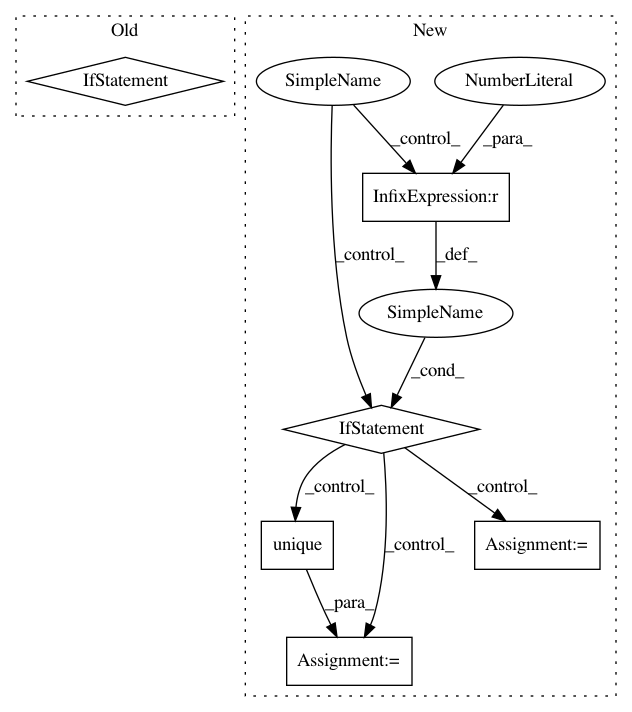 Old
New
IfStatement
SimpleName
NumberLiteral
_control_
_para_
InfixExpression:r
_control_
_def_
SimpleName
_cond_
IfStatement
_control_
_control_
_control_
unique
Assignment:=
_para_
Assignment:=